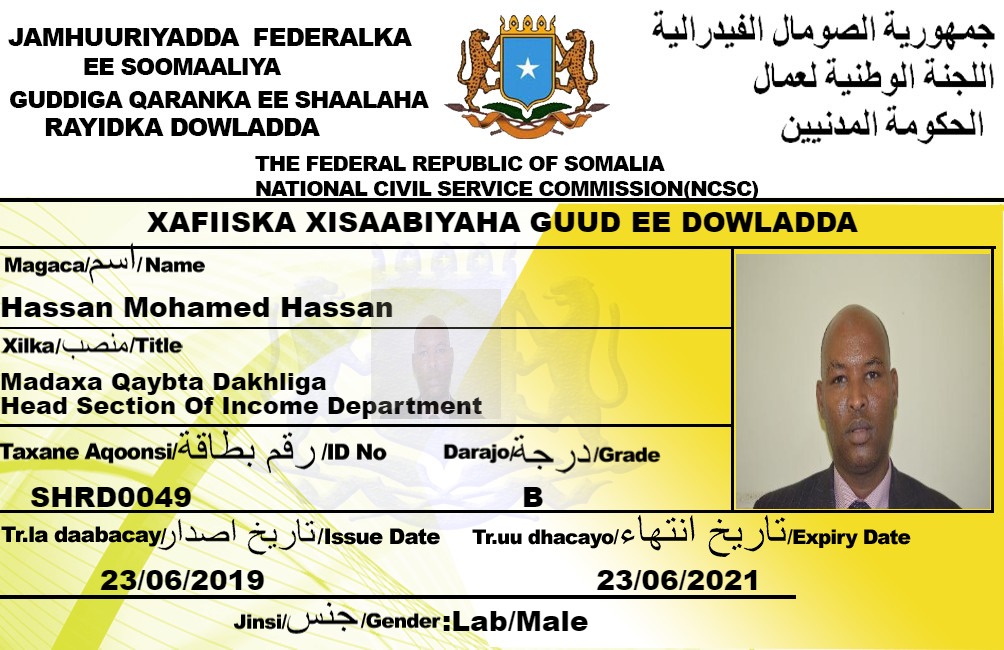 JAMHUURIYADDA FEDERALKA
EE SOOMAALIYA
GUDDIGA QARANKA EE SHAALAHA
RAYIDKA DOWLADDA
جمهورية الصومال الفيدرالية
اللجنة الوطنية لعمال
الحكومة المدنيين
THE FEDERAL REPUBLIC OF SOMALIA
NATIONAL CIVIL SERVICE COMMISSION(NCSC)
XAFIISKA XISAABIYAHA GUUD EE DOWLADDA
Magaca/اسم/Name
Hassan Mohamed Hassan
Xilka/منصب/Title
Madaxa Qaybta Dakhliga
Head Section Of Income Department
Taxane Aqoonsi/رقم بطاقة/ID No
Darajo/درجة/Grade
SHRD0049
B
Tr.la daabacay/تاريخ اصدار/Issue Date
Tr.uu dhacayo/تاريخ انتهاء/Expiry Date
23/06/2019
23/06/2021
Jinsi/جنس/Gender:Lab/Male